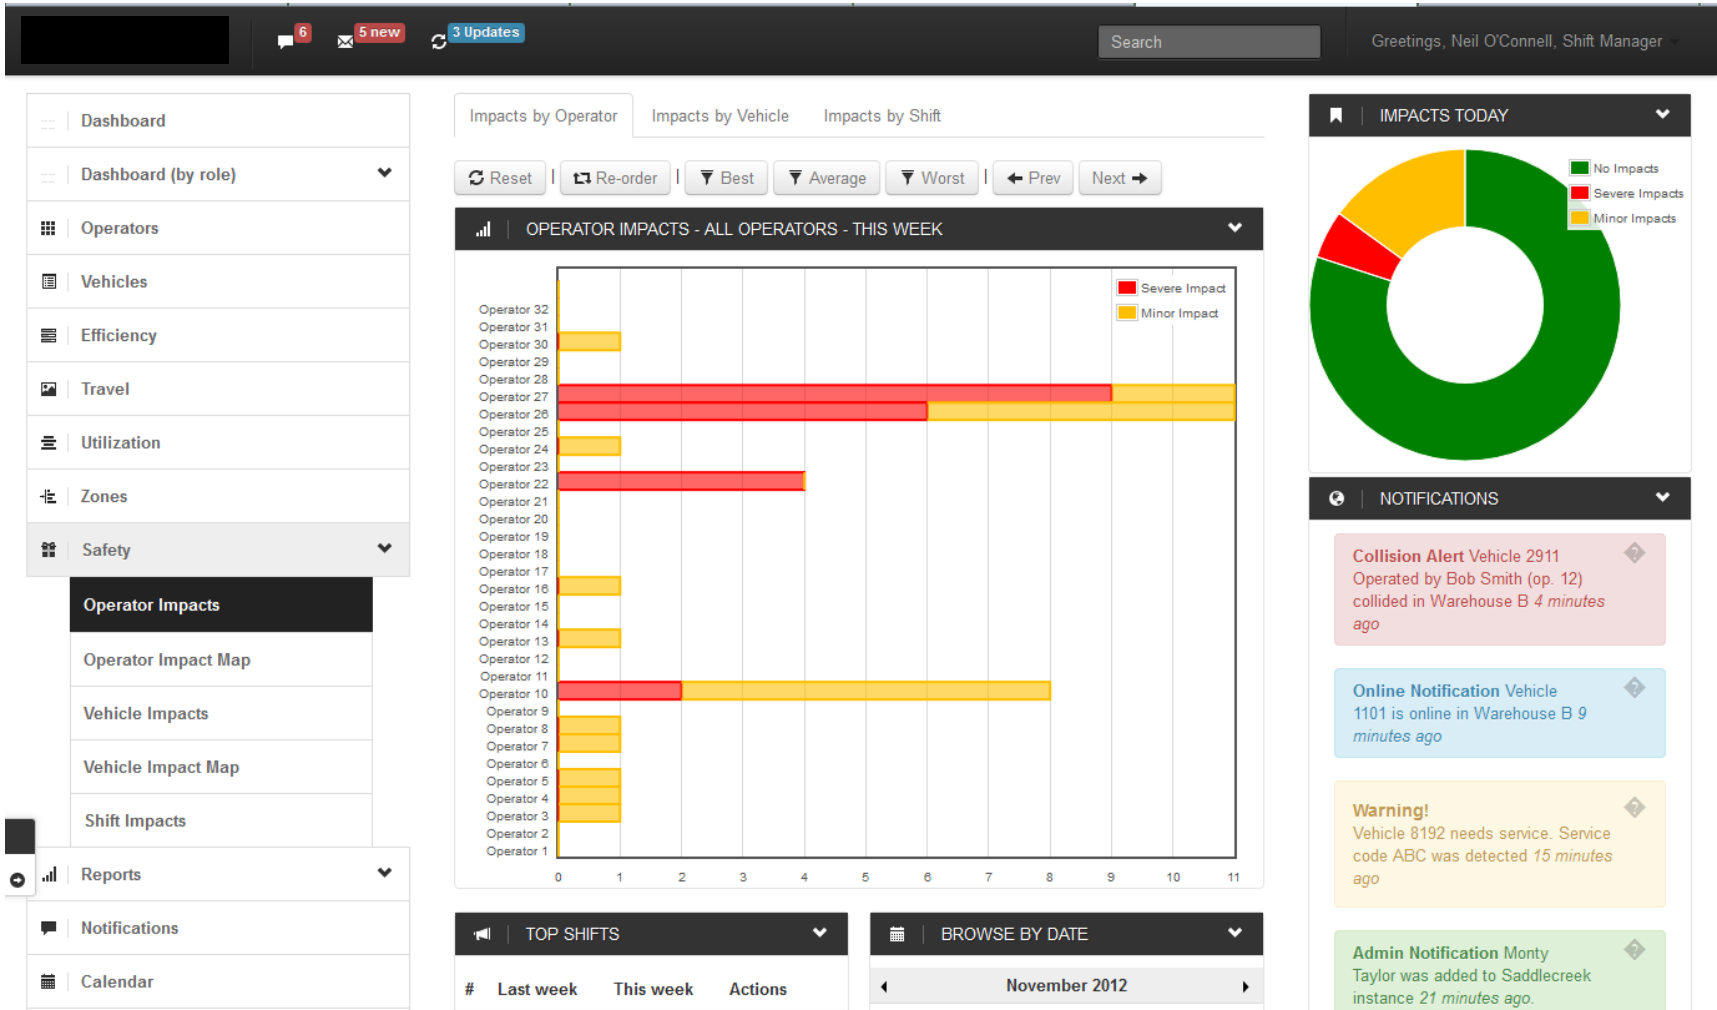 6
5 new
3 Updates
Search
Greetings, Neil O'Connell, Shift Manager
Dashboard
Dashboard (by role)
Operators
Vehicles
Efficiency
Travel
Utilization
Zones
Safety
Operator Impacts
Operator Impact Map
Vehicle Impacts
Vehicle Impact Map
Shift Impacts
Reports
Notifications
Calendar
Impacts by Operator
Impacts by Vehicle
Impacts by Shift
Reset | Re-order | Best Average Worst | Prev Next
OPERATOR IMPACTS - ALL OPERATORS - THIS WEEK
Severe Impact
Minor Impact
Operator 32
Operator 31
Operator 30
Operator 29
Operator 28
Operator 27
Operator 26
Operator 25
Operator 24
Operator 23
Operator 22
Operator 21
Operator 20
Operator 19
Operator 18
Operator 17
Operator 16
Operator 15
Operator 14
Operator 13
Operator 12
Operator 11
Operator 10
Operator 9
Operator 8
Operator 7
Operator 6
Operator 5
Operator 4
Operator 3
Operator 2
Operator 1
0 1 2 3 4 5 6 7 8 9 10 11
TOP SHIFTS
# Last week This week Actions
BROWSE BY DATE
November 2012
IMPACTS TODAY
No Impacts
Severe Impacts
Minor Impacts
NOTIFICATIONS
Collision Alert Vehicle 2911
Operated by Bob Smith (op. 12)
collided in Warehouse B 4 minutes
ago
Online Notification Vehicle
1101 is online in Warehouse B 9
minutes ago
Warning!
Vehicle 8192 needs service. Service
code ABC was detected 15 minutes
ago
Admin Notification Monty
Taylor was added to Saddlecreek
instance 21 minutes ago.